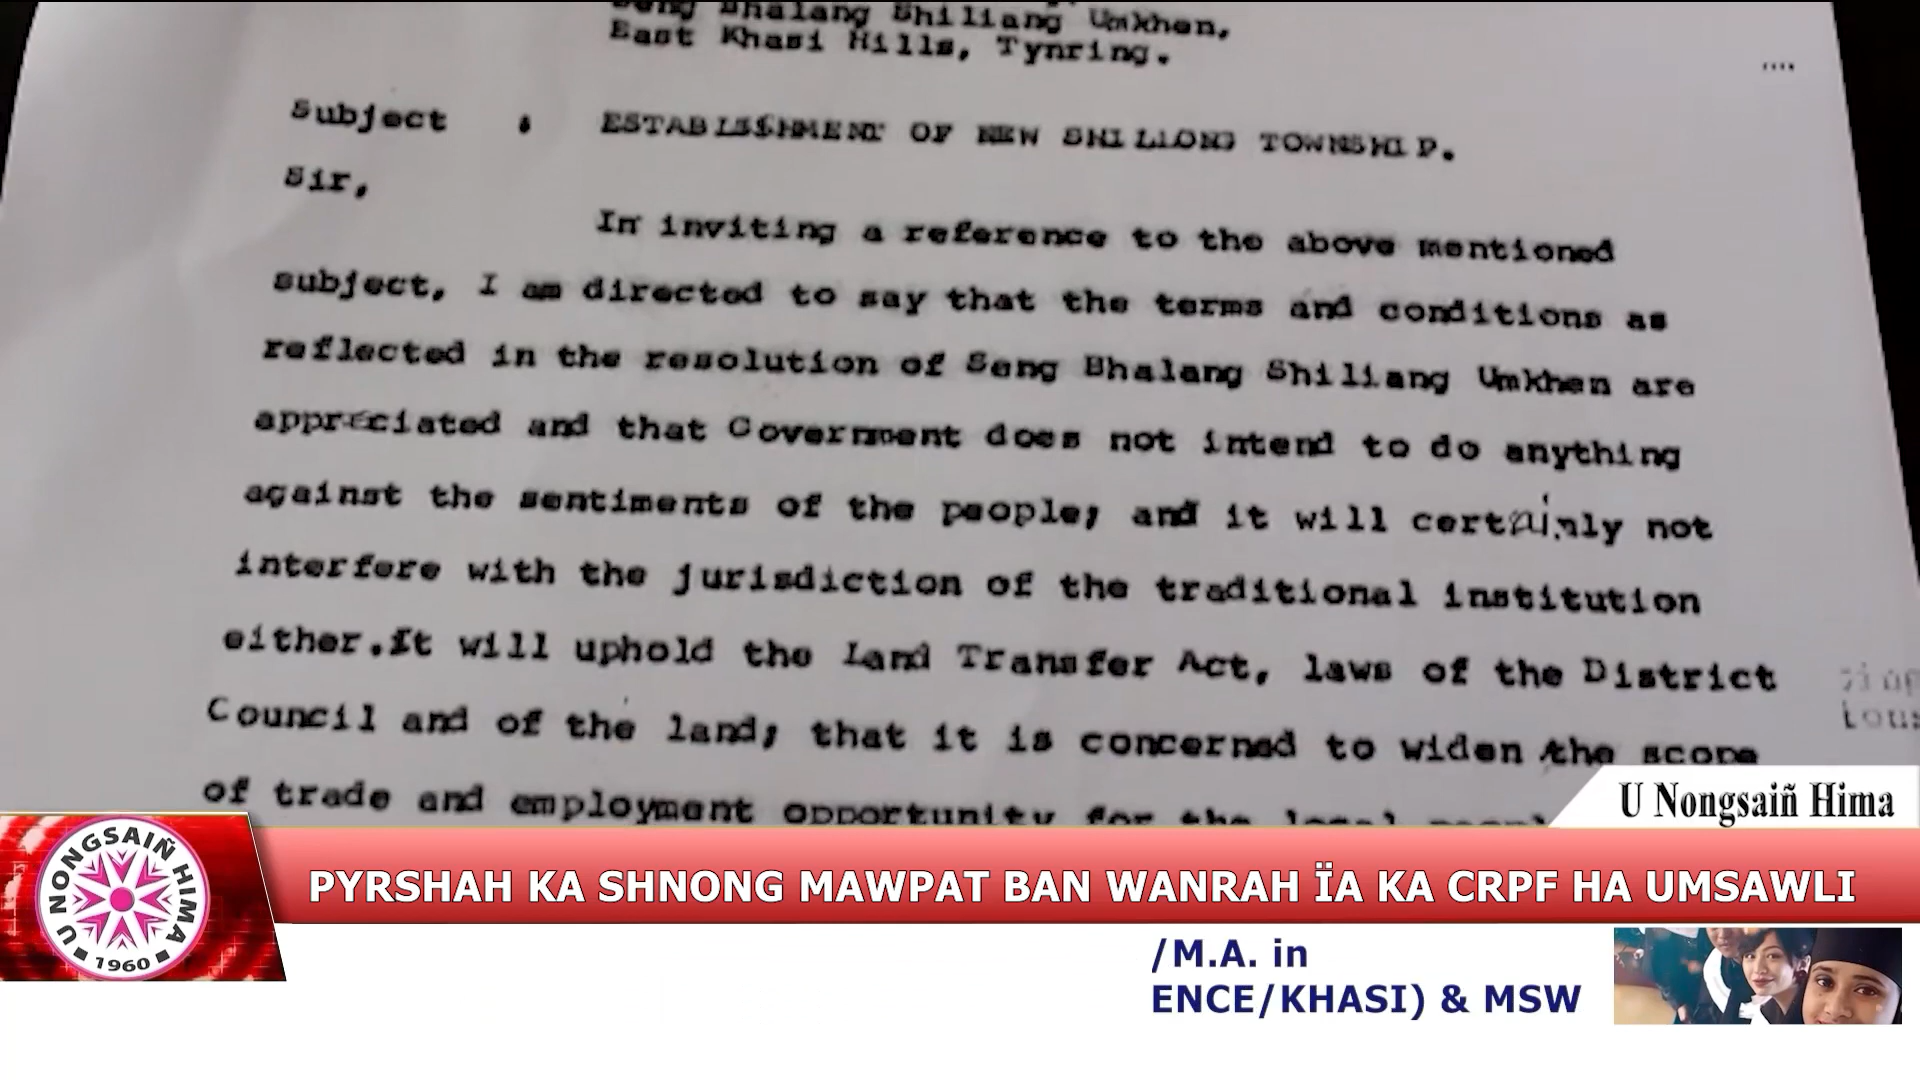 Seng Bhalang Shiliang Umkhen,
East Khasi Hills, Tynring.
....
Subject : ESTABLISSHMENT OF NEW SHILLONG TOWNSHIP.
Sir,
In inviting a reference to the above mentioned
subject, I am directed to say that the terms and conditions as
reflected in the resolution of Seng Bhalang Shiliang Umkhen are
appreciated and that Government does not intend to do anything
against the sentiments of the people; and it will certainly not
interfere with the jurisdiction of the traditional institution
either.It will uphold the Land Transfer Act, laws of the District
Council and of the land; that it is concerned to widen the scope
of trade and employment opportunity for the local
U Nongsaiñ Hima
U NONGSAIÑ HIMA
1960
PYRSHAH KA SHNONG MAWPAT BAN WANRAH ÏA KA CRPF HA UMSAWLI
/M.A. in
ENCE/KHASI) & MSW